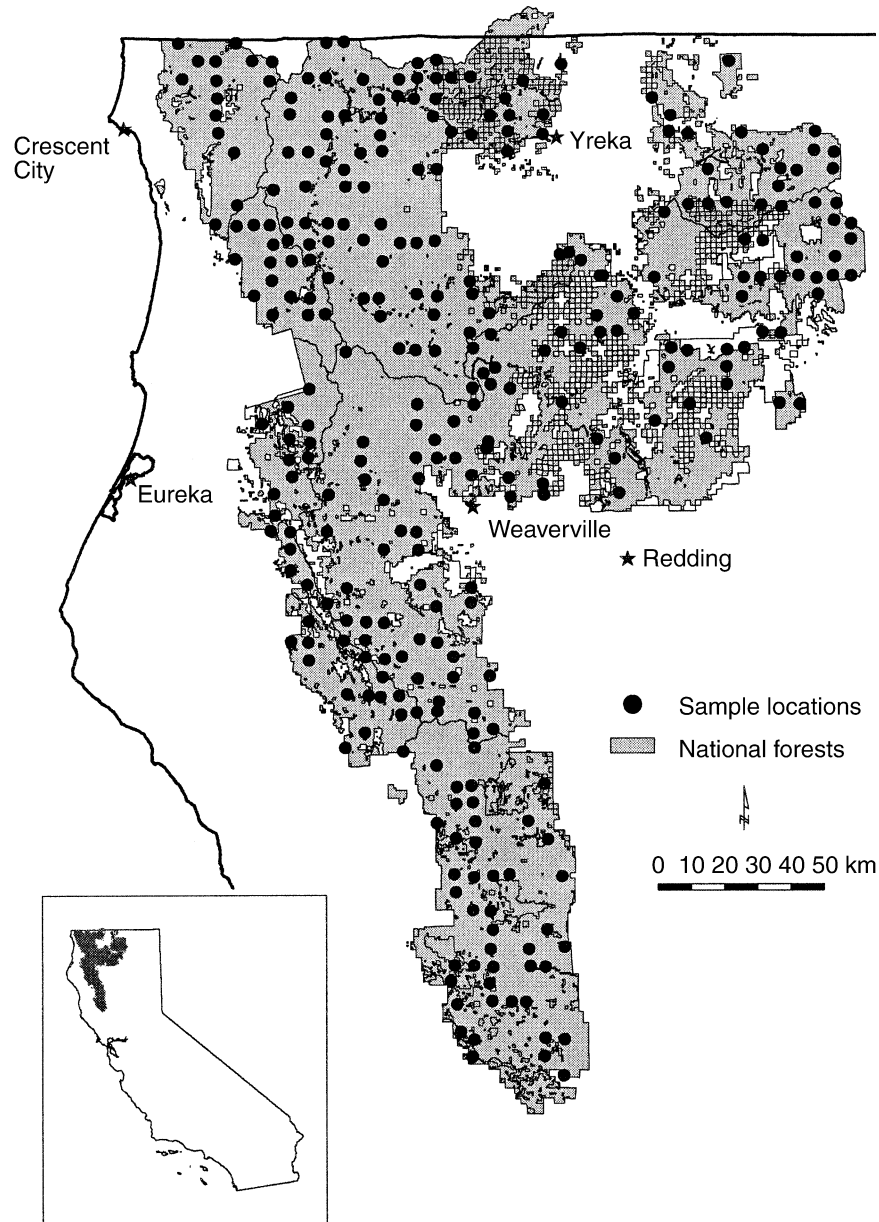 Crescent
City
Yreka
Eureka
Weaverville
Redding
Sample locations
National forests
N
0 10 20 30 40 50 km